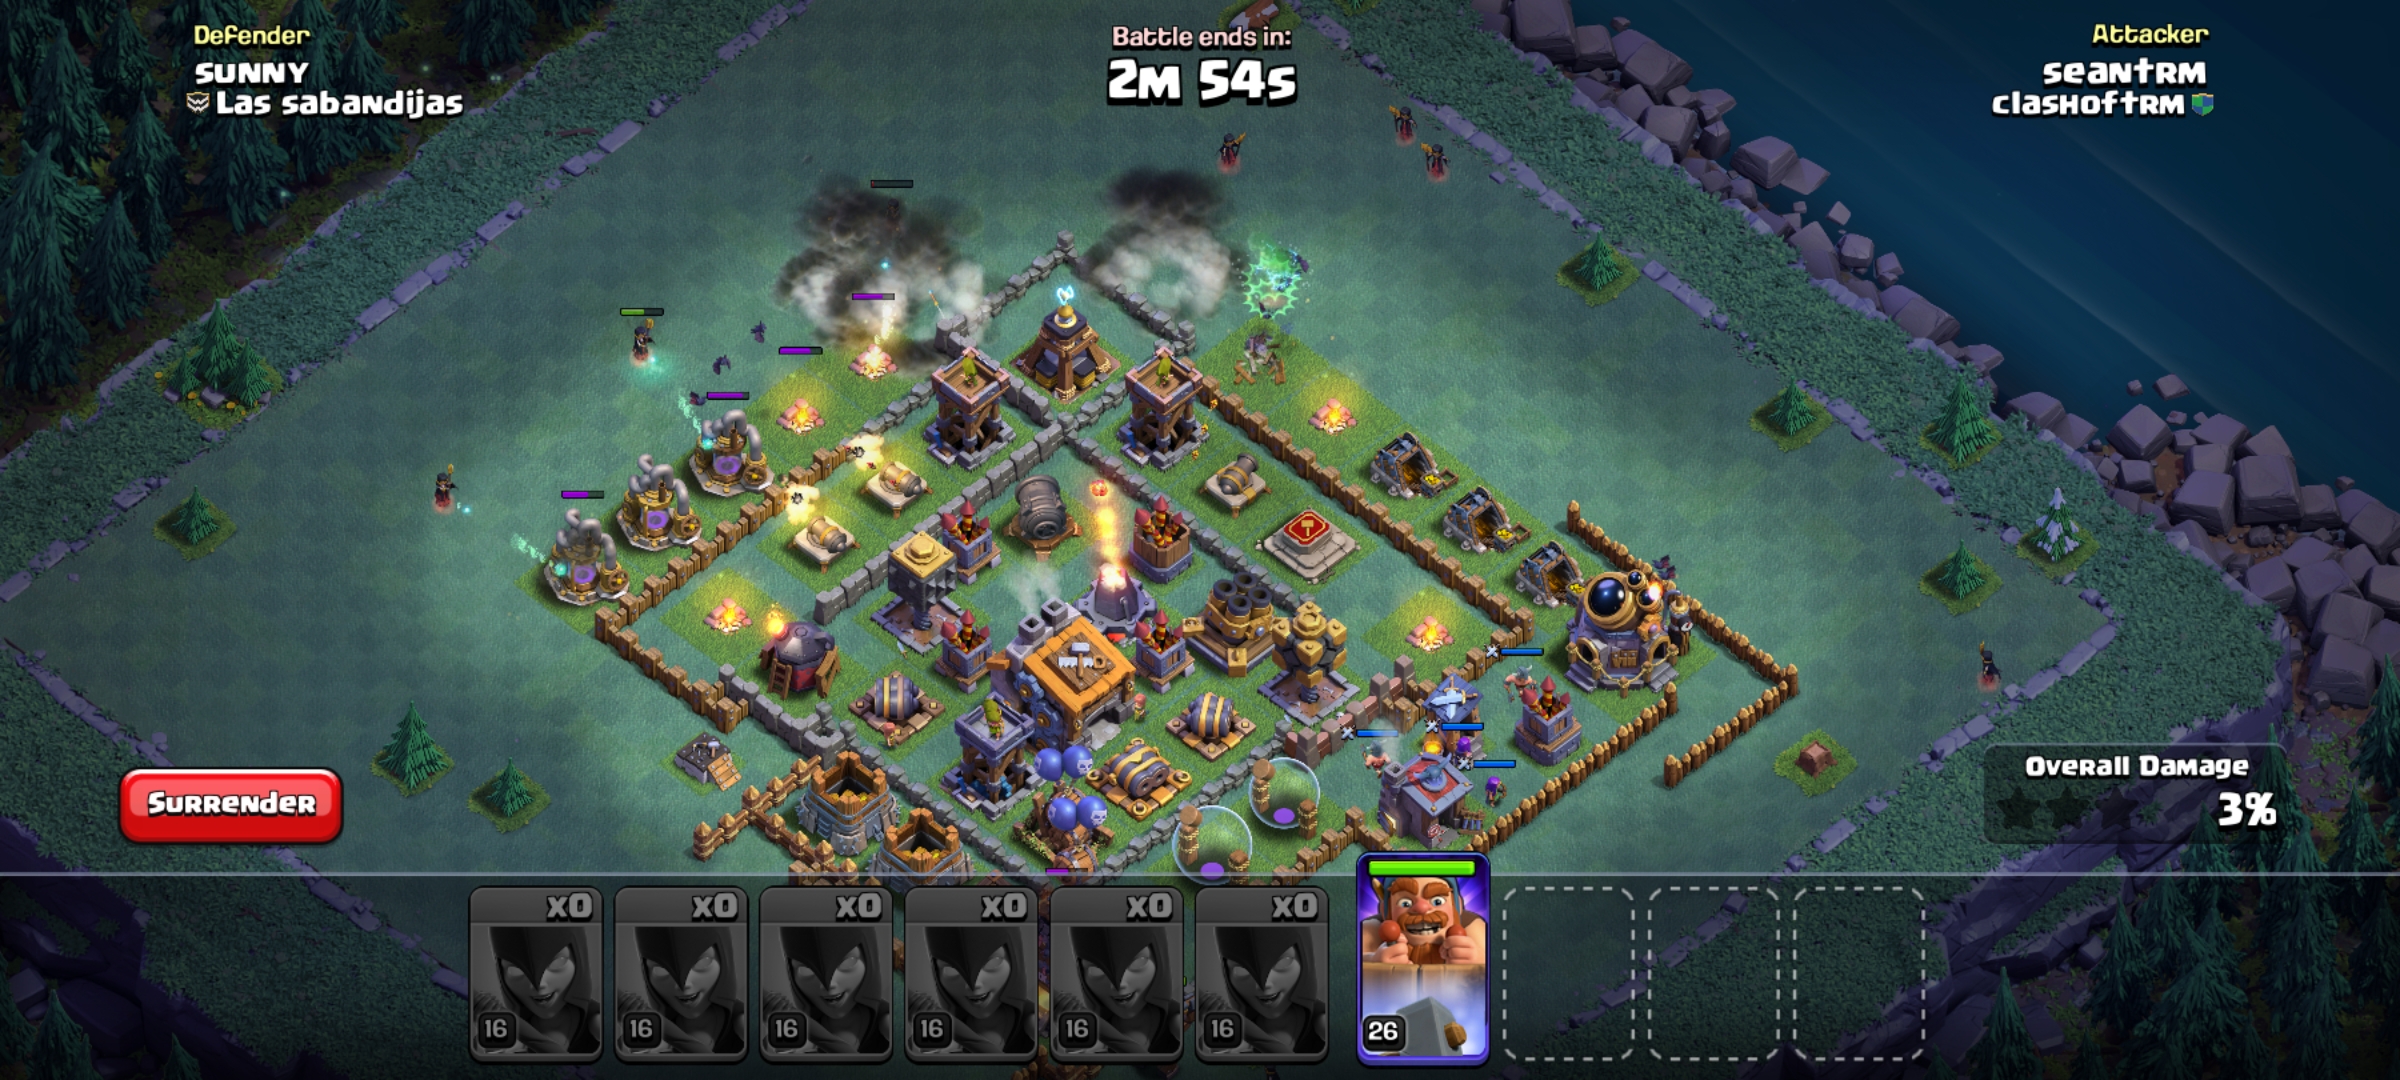 Defender
SUNNY
Las sabandijas
Battle ends in:
2M 54s
Attacker
seantRM
clashoftRM
Surrender
Overall Damage
3%
x0
x0
x0
x0
x0
x0
16
16
16
16
16
16
26